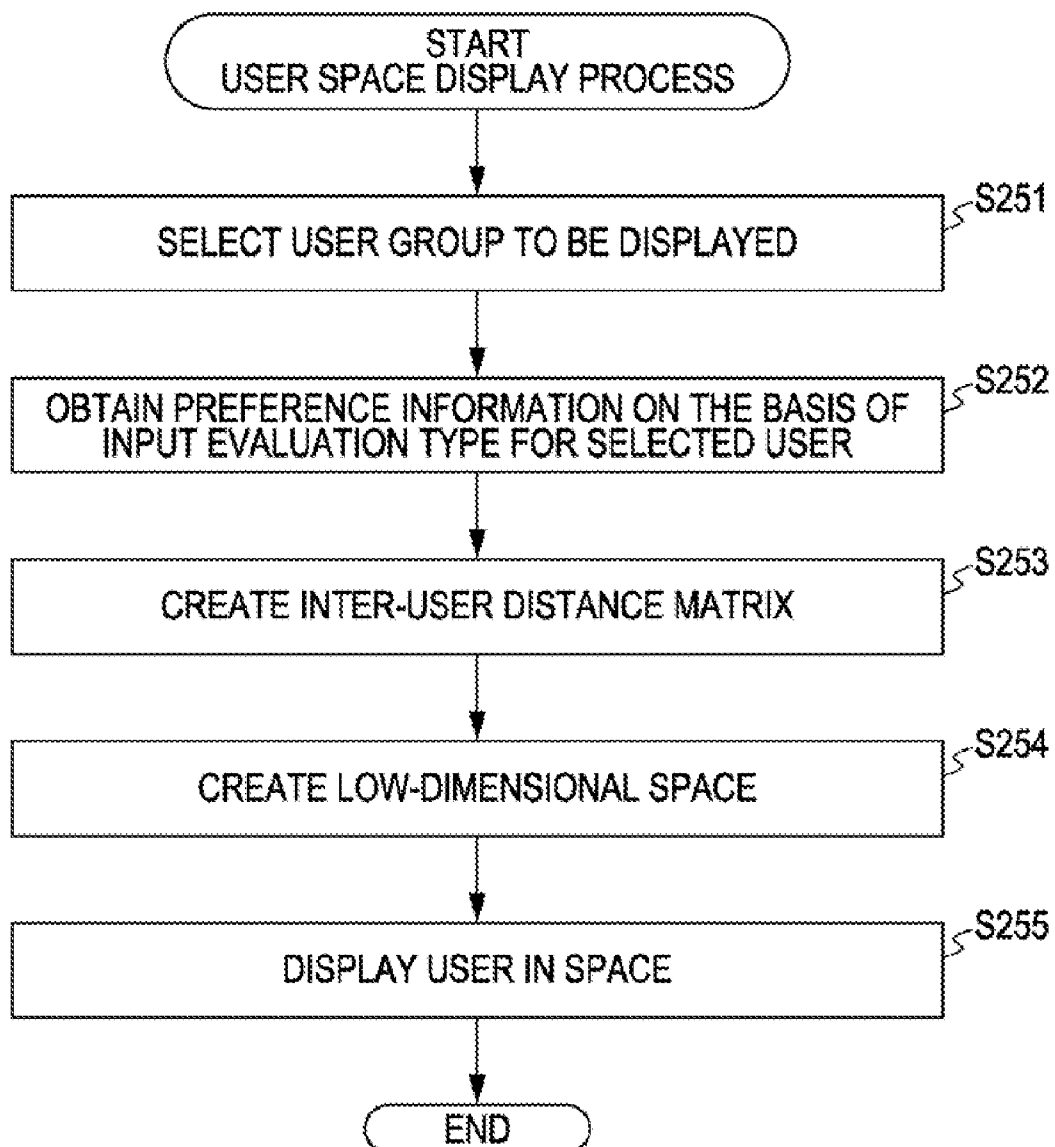 START
USER SPACE DISPLAY PROCESS
S251
SELECT USER GROUP TO BE DISPLAYED
S252
OBTAIN PREFERENCE INFORMATION ON THE BASIS OF
INPUT EVALUATION TYPE FOR SELECTED USER
S253
CREATE INTER-USER DISTANCE MATRIX
S254
CREATE LOW-DIMENSIONAL SPACE
S255
DISPLAY USER IN SPACE
END